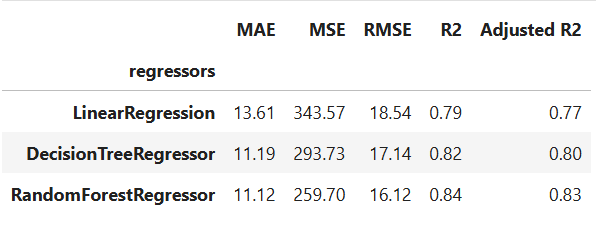 MAE MSE RMSE R2 Adjusted R2
regressors
LinearRegression 13.61 343.57 18.54 0.79 0.77
DecisionTreeRegressor 11.19 293.73 17.14 0.82 0.80
RandomForestRegressor 11.12 259.70 16.12 0.84 0.83